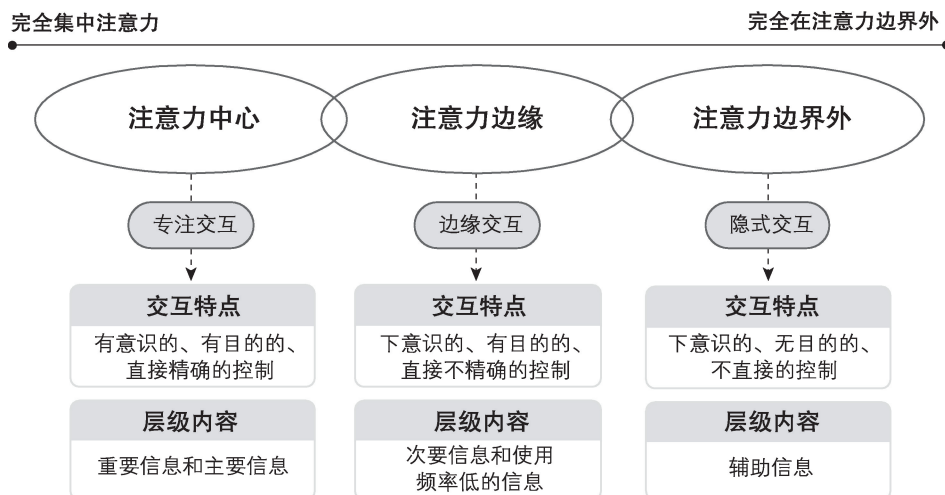 完全集中注意力
完全在注意力边界外
注意力中心
注意力边缘
注意力边界外
专注交互
边缘交互
隐式交互
交互特点
有意识的、有目的的、
直接精确的控制
交互特点
下意识的、有目的的、
直接不精确的控制
交互特点
下意识的、无目的的、
不直接的控制
层级内容
重要信息和主要信息
层级内容
次要信息和使用
频率低的信息
层级内容
辅助信息